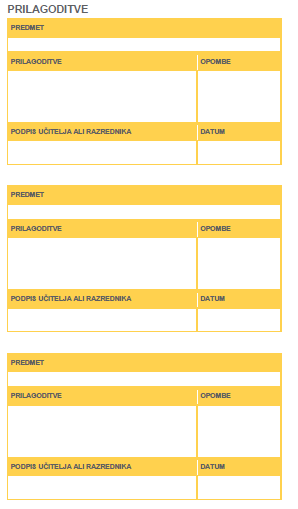 PRILAGODITVE
PREDMET
PRILAGODITVE OPOMBE
PODPIS UČITELJA ALI RAZREDNIKA DATUM
PREDMET
PRILAGODITVE OPOMBE
PODPIS UČITELJA ALI RAZREDNIKA DATUM
PREDMET
PRILAGODITVE OPOMBE
PODPIS UČITELJA ALI RAZREDNIKA DATUM